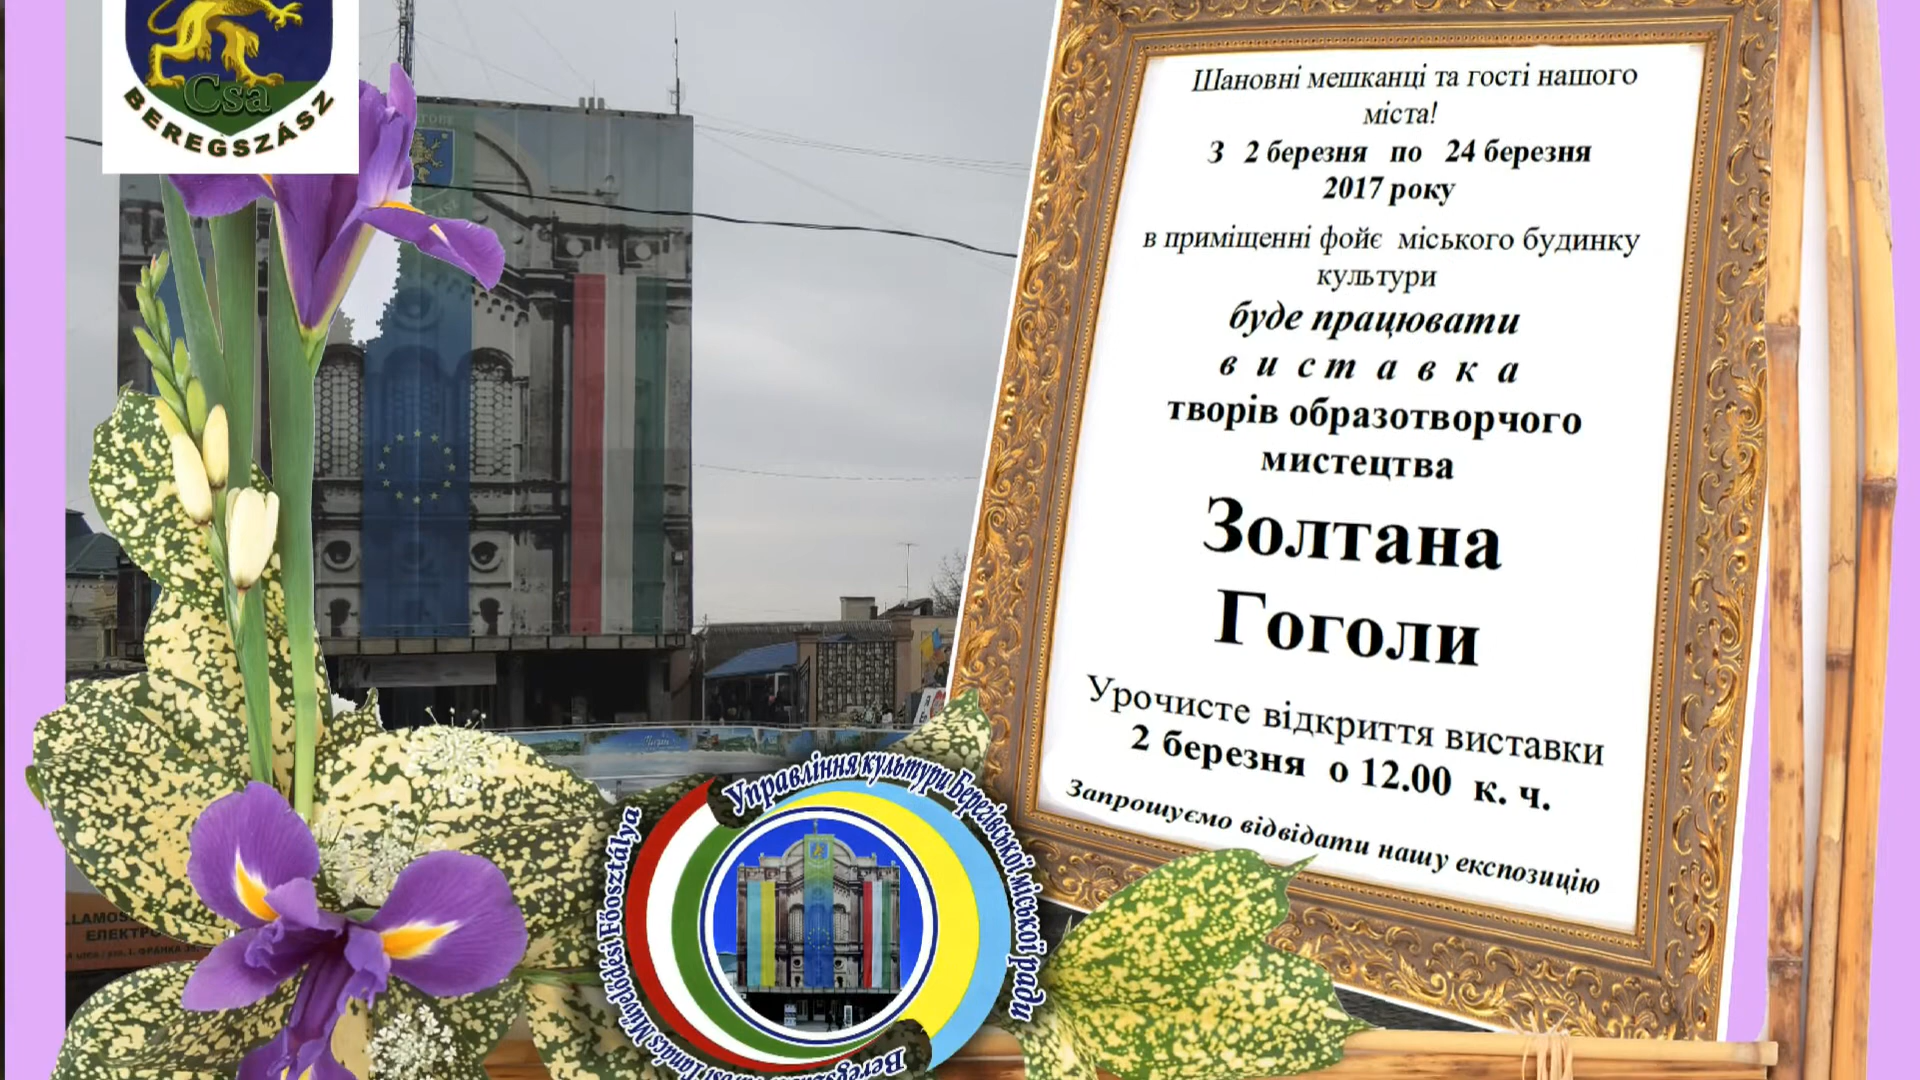 Csa
BEREGSZÁSZ
Шановні мешканці та гості нашого
міста!
З 2 березня по 24 березня
2017 року
в приміщенні фойє міського будинку
культури
буде працювати
в и с т а в к а
творів образотворчого
мистецтва
Золтана
Гоголи
Урочисте відкриття виставки
2 березня о 12.00 к. ч.
Запрошуємо відвідати нашу експозицію
Управління культури Берегівської міської ради
Művelődési Főosztálya